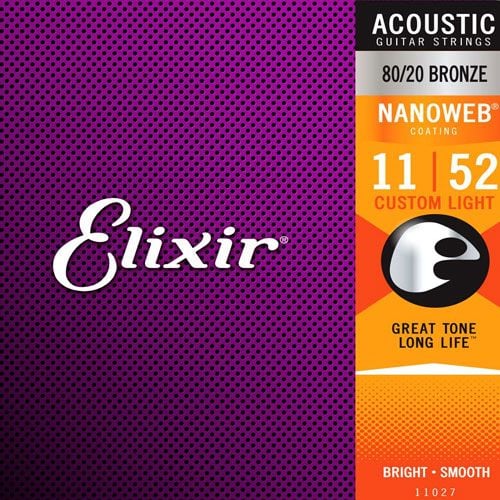 ACOUSTIC
GUITAR STRINGS
80/20 BRONZE
NANOWEB®
COATING
11 | 52
CUSTOM LIGHT
Elixir®
GREAT TONE
LONG LIFE™
BRIGHT • SMOOTH
11027